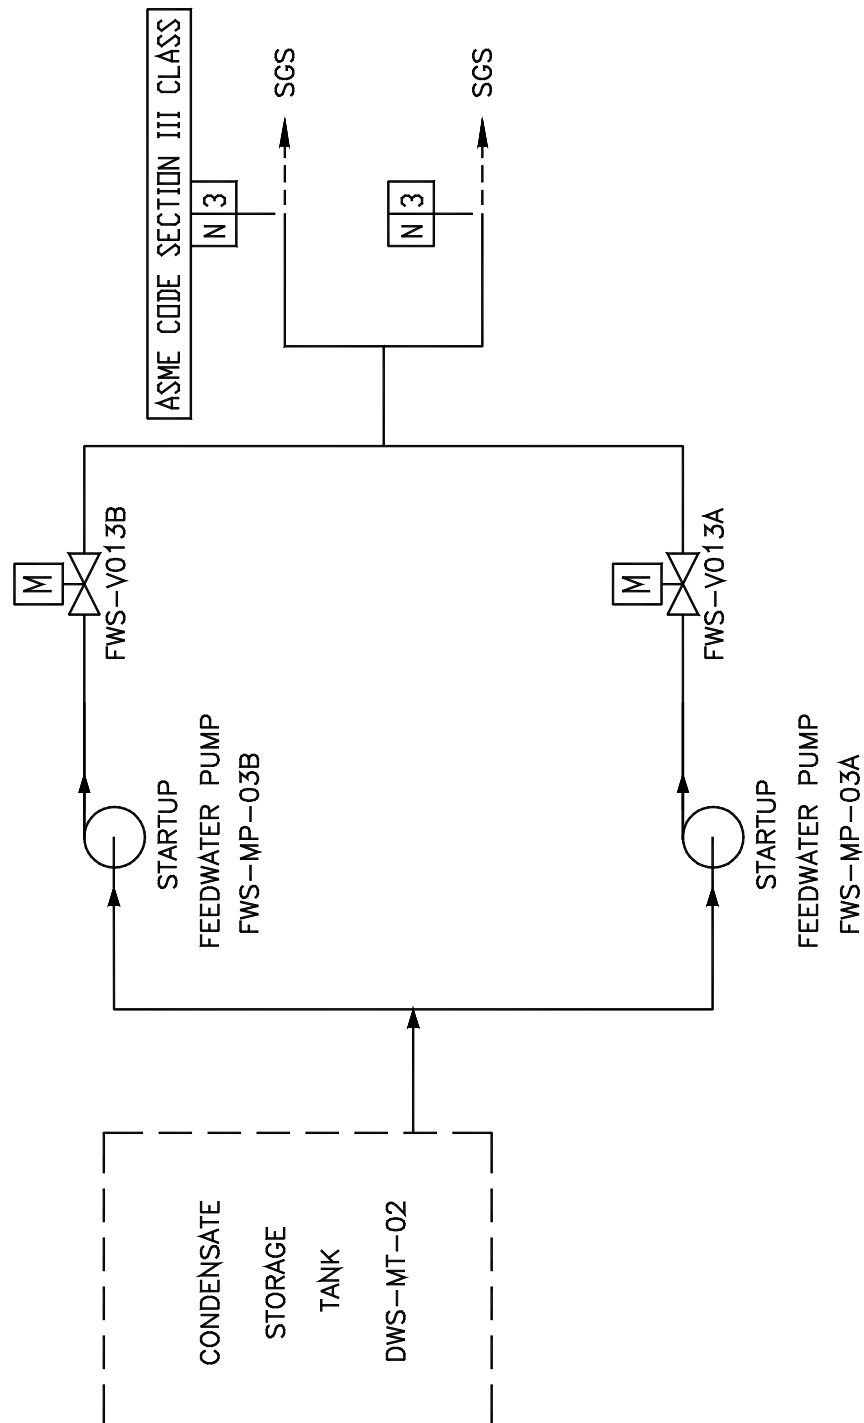 CONDENSATE
STORAGE
TANK
DWS-MT-02
STARTUP
FEEDWATER PUMP
FWS-MP-03B
STARTUP
FEEDWATER PUMP
FWS-MP-03A
M
FWS-V013B
M
FWS-V013A
ASME CODE SECTION III CLASS
N 3
N 3
SGS
SGS